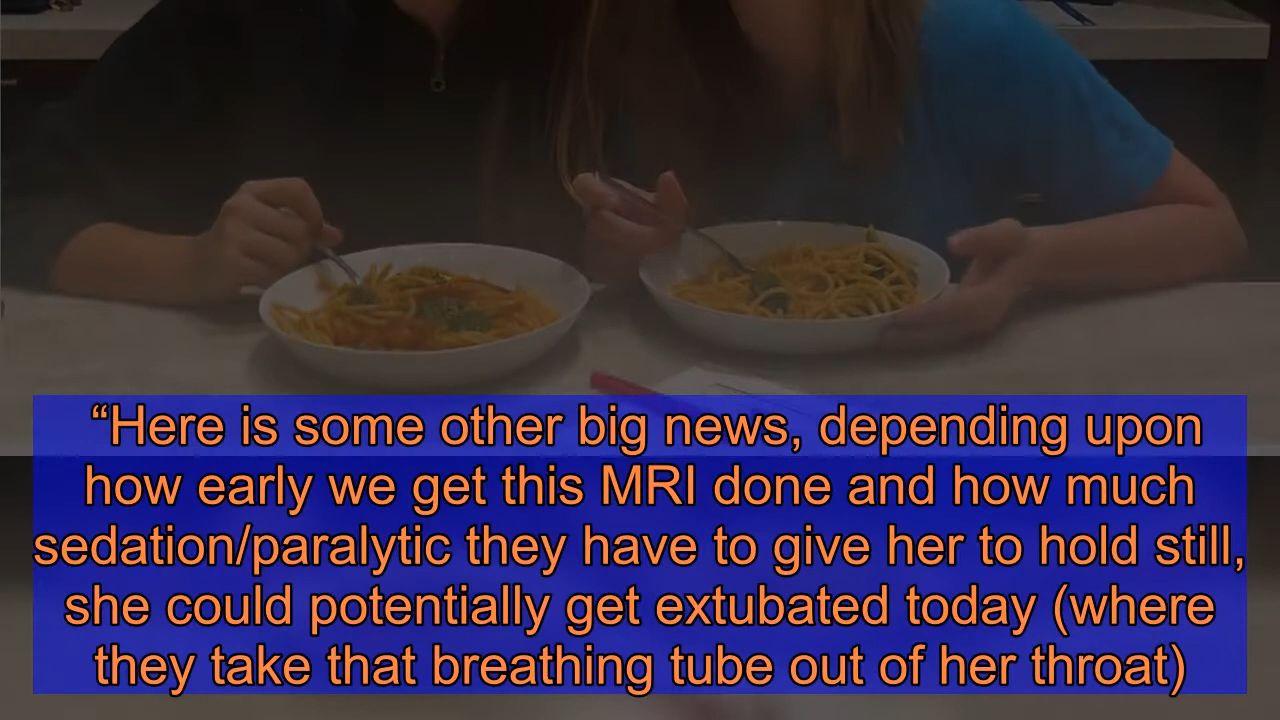 “Here is some other big news, depending upon
how early we get this MRI done and how much
sedation/paralytic they have to give her to hold still,
she could potentially get extubated today (where
they take that breathing tube out of her throat)